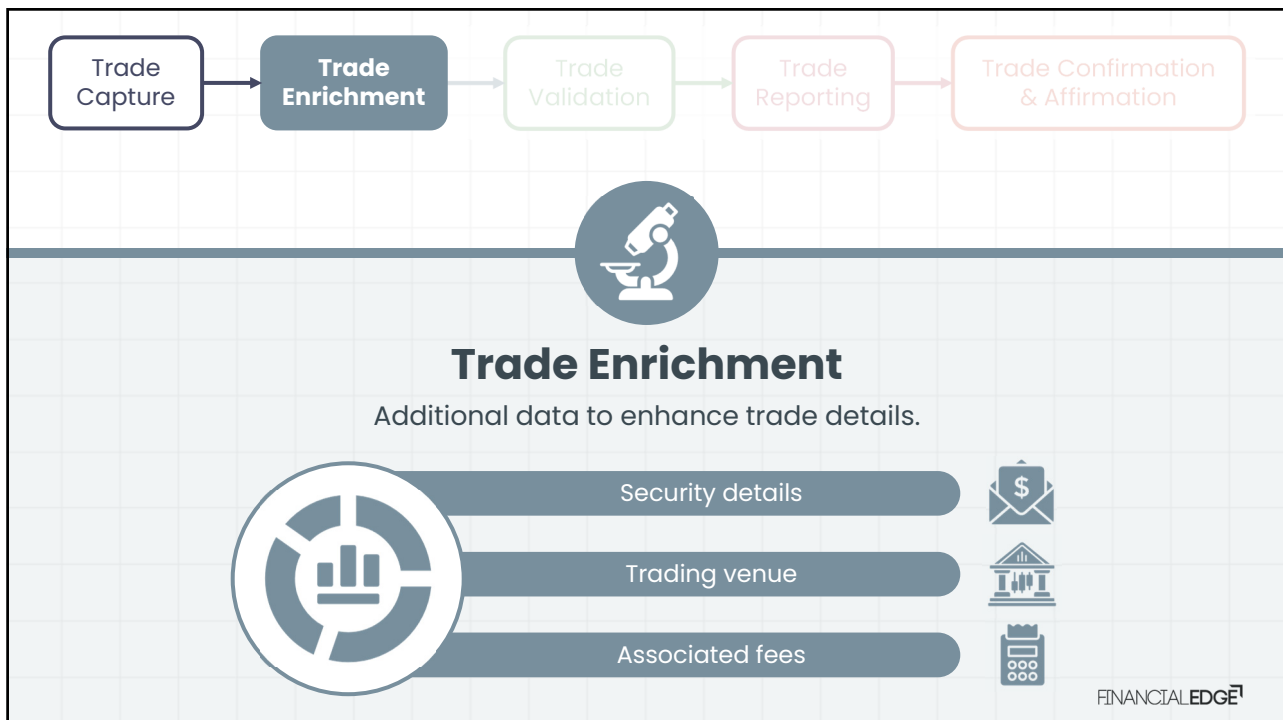 Trade
Capture
Trade
Enrichment
Trade
Validation
Trade
Reporting
Trade Confirmation
& Affirmation
Trade Enrichment
Additional data to enhance trade details.
Security details
$
Trading venue
Associated fees
FINANCIALEDGE